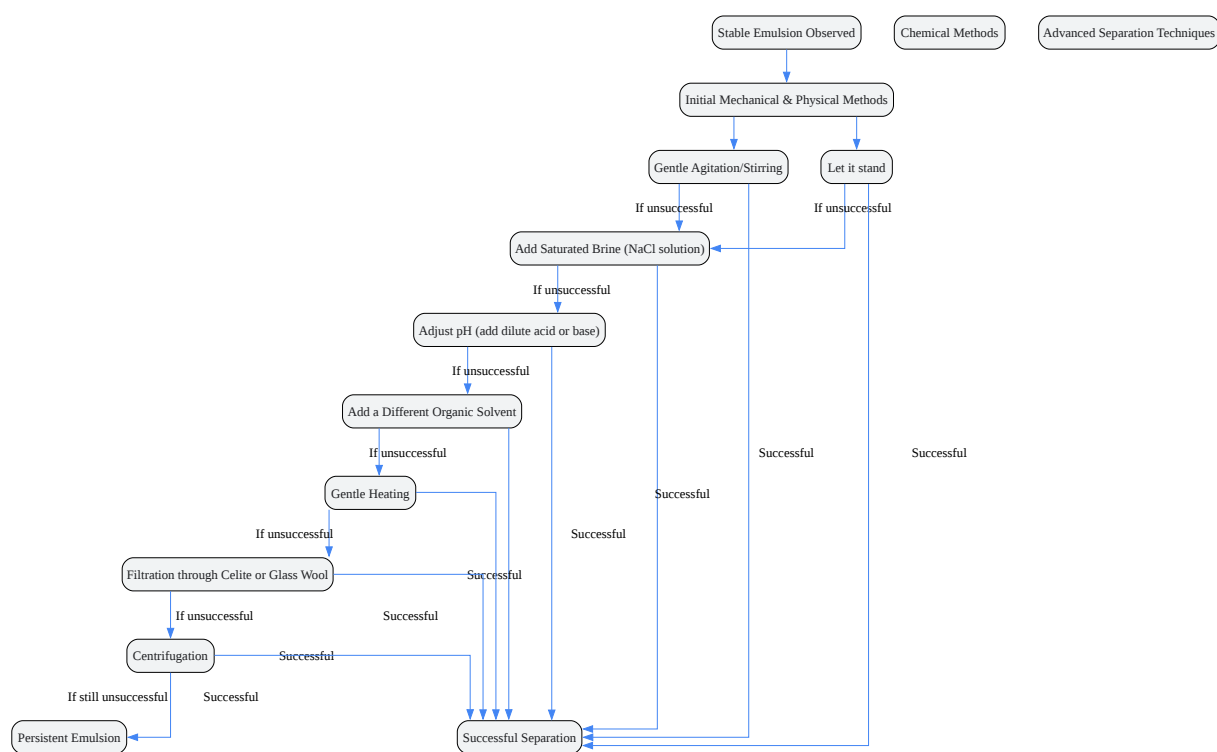 Stable Emulsion Observed
Chemical Methods
Advanced Separation Techniques
Initial Mechanical & Physical Methods
Gentle Agitation/Stirring
Let it stand
If unsuccessful
If unsuccessful
Add Saturated Brine (NaCl solution)
If unsuccessful
Adjust pH (add dilute acid or base)
If unsuccessful
Add a Different Organic Solvent
If unsuccessful
Successful
Successful
Gentle Heating
Successful
If unsuccessful
Successful
Filtration through Celite or Glass Wool
Successful
If unsuccessful
Successful
Centrifugation
Successful
If still unsuccessful
Successful
Persistent Emulsion
Successful Separation